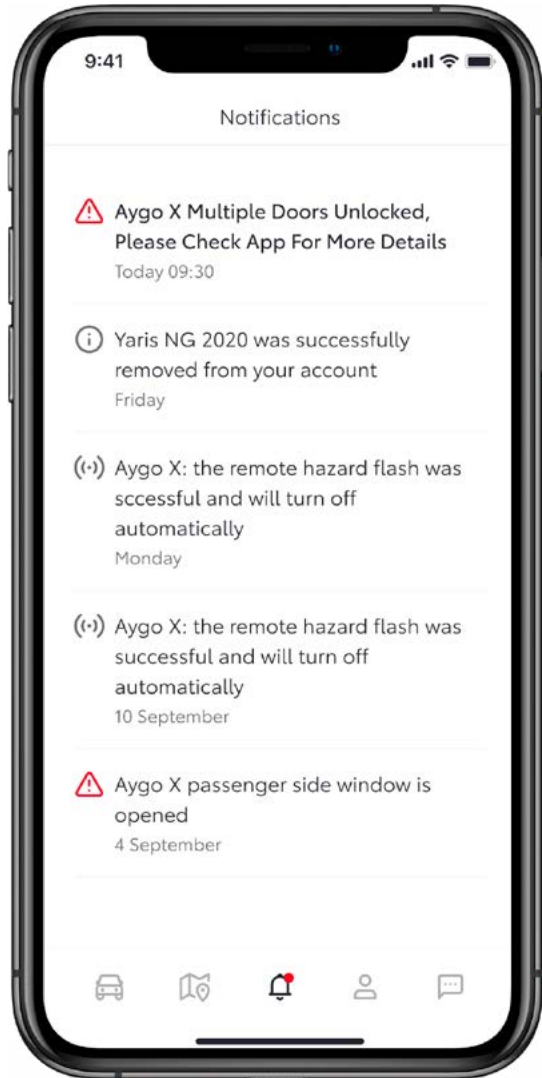 9:41
Notifications
Aygo X Multiple Doors Unlocked,
Please Check App For More Details
Today 09:30
Yaris NG 2020 was successfully
removed from your account
Friday
Aygo X: the remote hazard flash was
sccessful and will turn off
automatically
Monday
Aygo X: the remote hazard flash was
successful and will turn off
automatically
10 September
Aygo X passenger side window is
opened
4 September